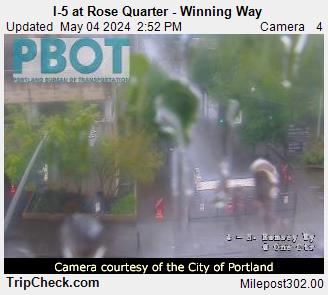 I-5 at Rose Quarter - Winning Way
Updated May 04 2024 2:52 PM Camera 4
PBOT
PORTLAND BUREAU OF TRANSPORTATION
Camera courtesy of the City of Portland
TripCheck.com Milepost302.00